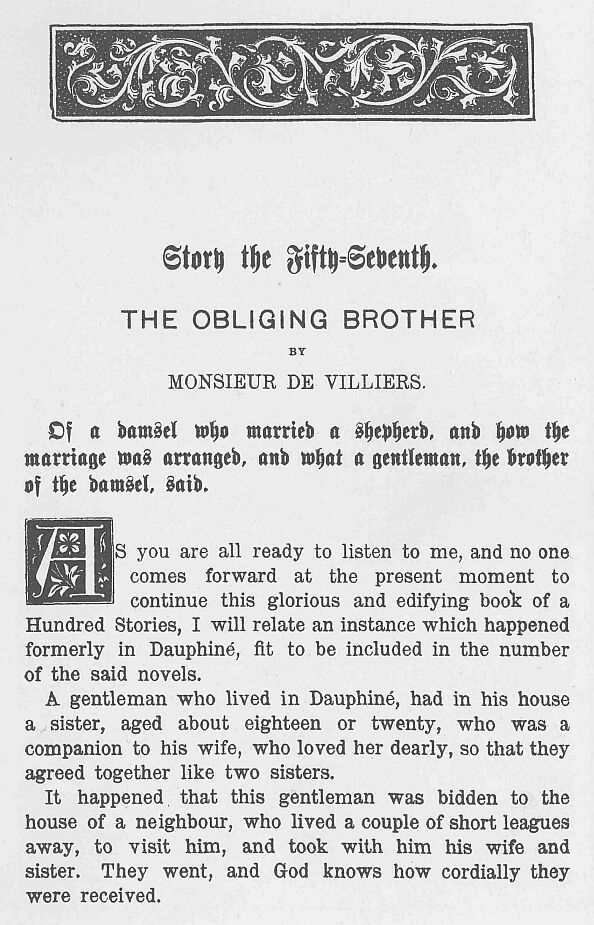 Story the Fifty-Seventh.
THE OBLIGING BROTHER
BY
MONSIEUR DE VILLIERS.
Of a damsel who married a shepherd, and how the
marriage was arranged, and what a gentleman, the brother
of the damsel, said.
AS you are all ready to listen to me, and no one
comes forward at the present moment to
continue this glorious and edifying book of a
Hundred Stories, I will relate an instance which happened
formerly in Dauphiné, fit to be included in the number
of the said novels.
A gentleman who lived in Dauphiné, had in his house
a sister, aged about eighteen or twenty, who was a
companion to his wife, who loved her dearly, so that they
agreed together like two sisters.
It happened that this gentleman was bidden to the
house of a neighbour, who lived a couple of short leagues
away, to visit him, and took with him his wife and
sister. They went, and God knows how cordially they
were received.